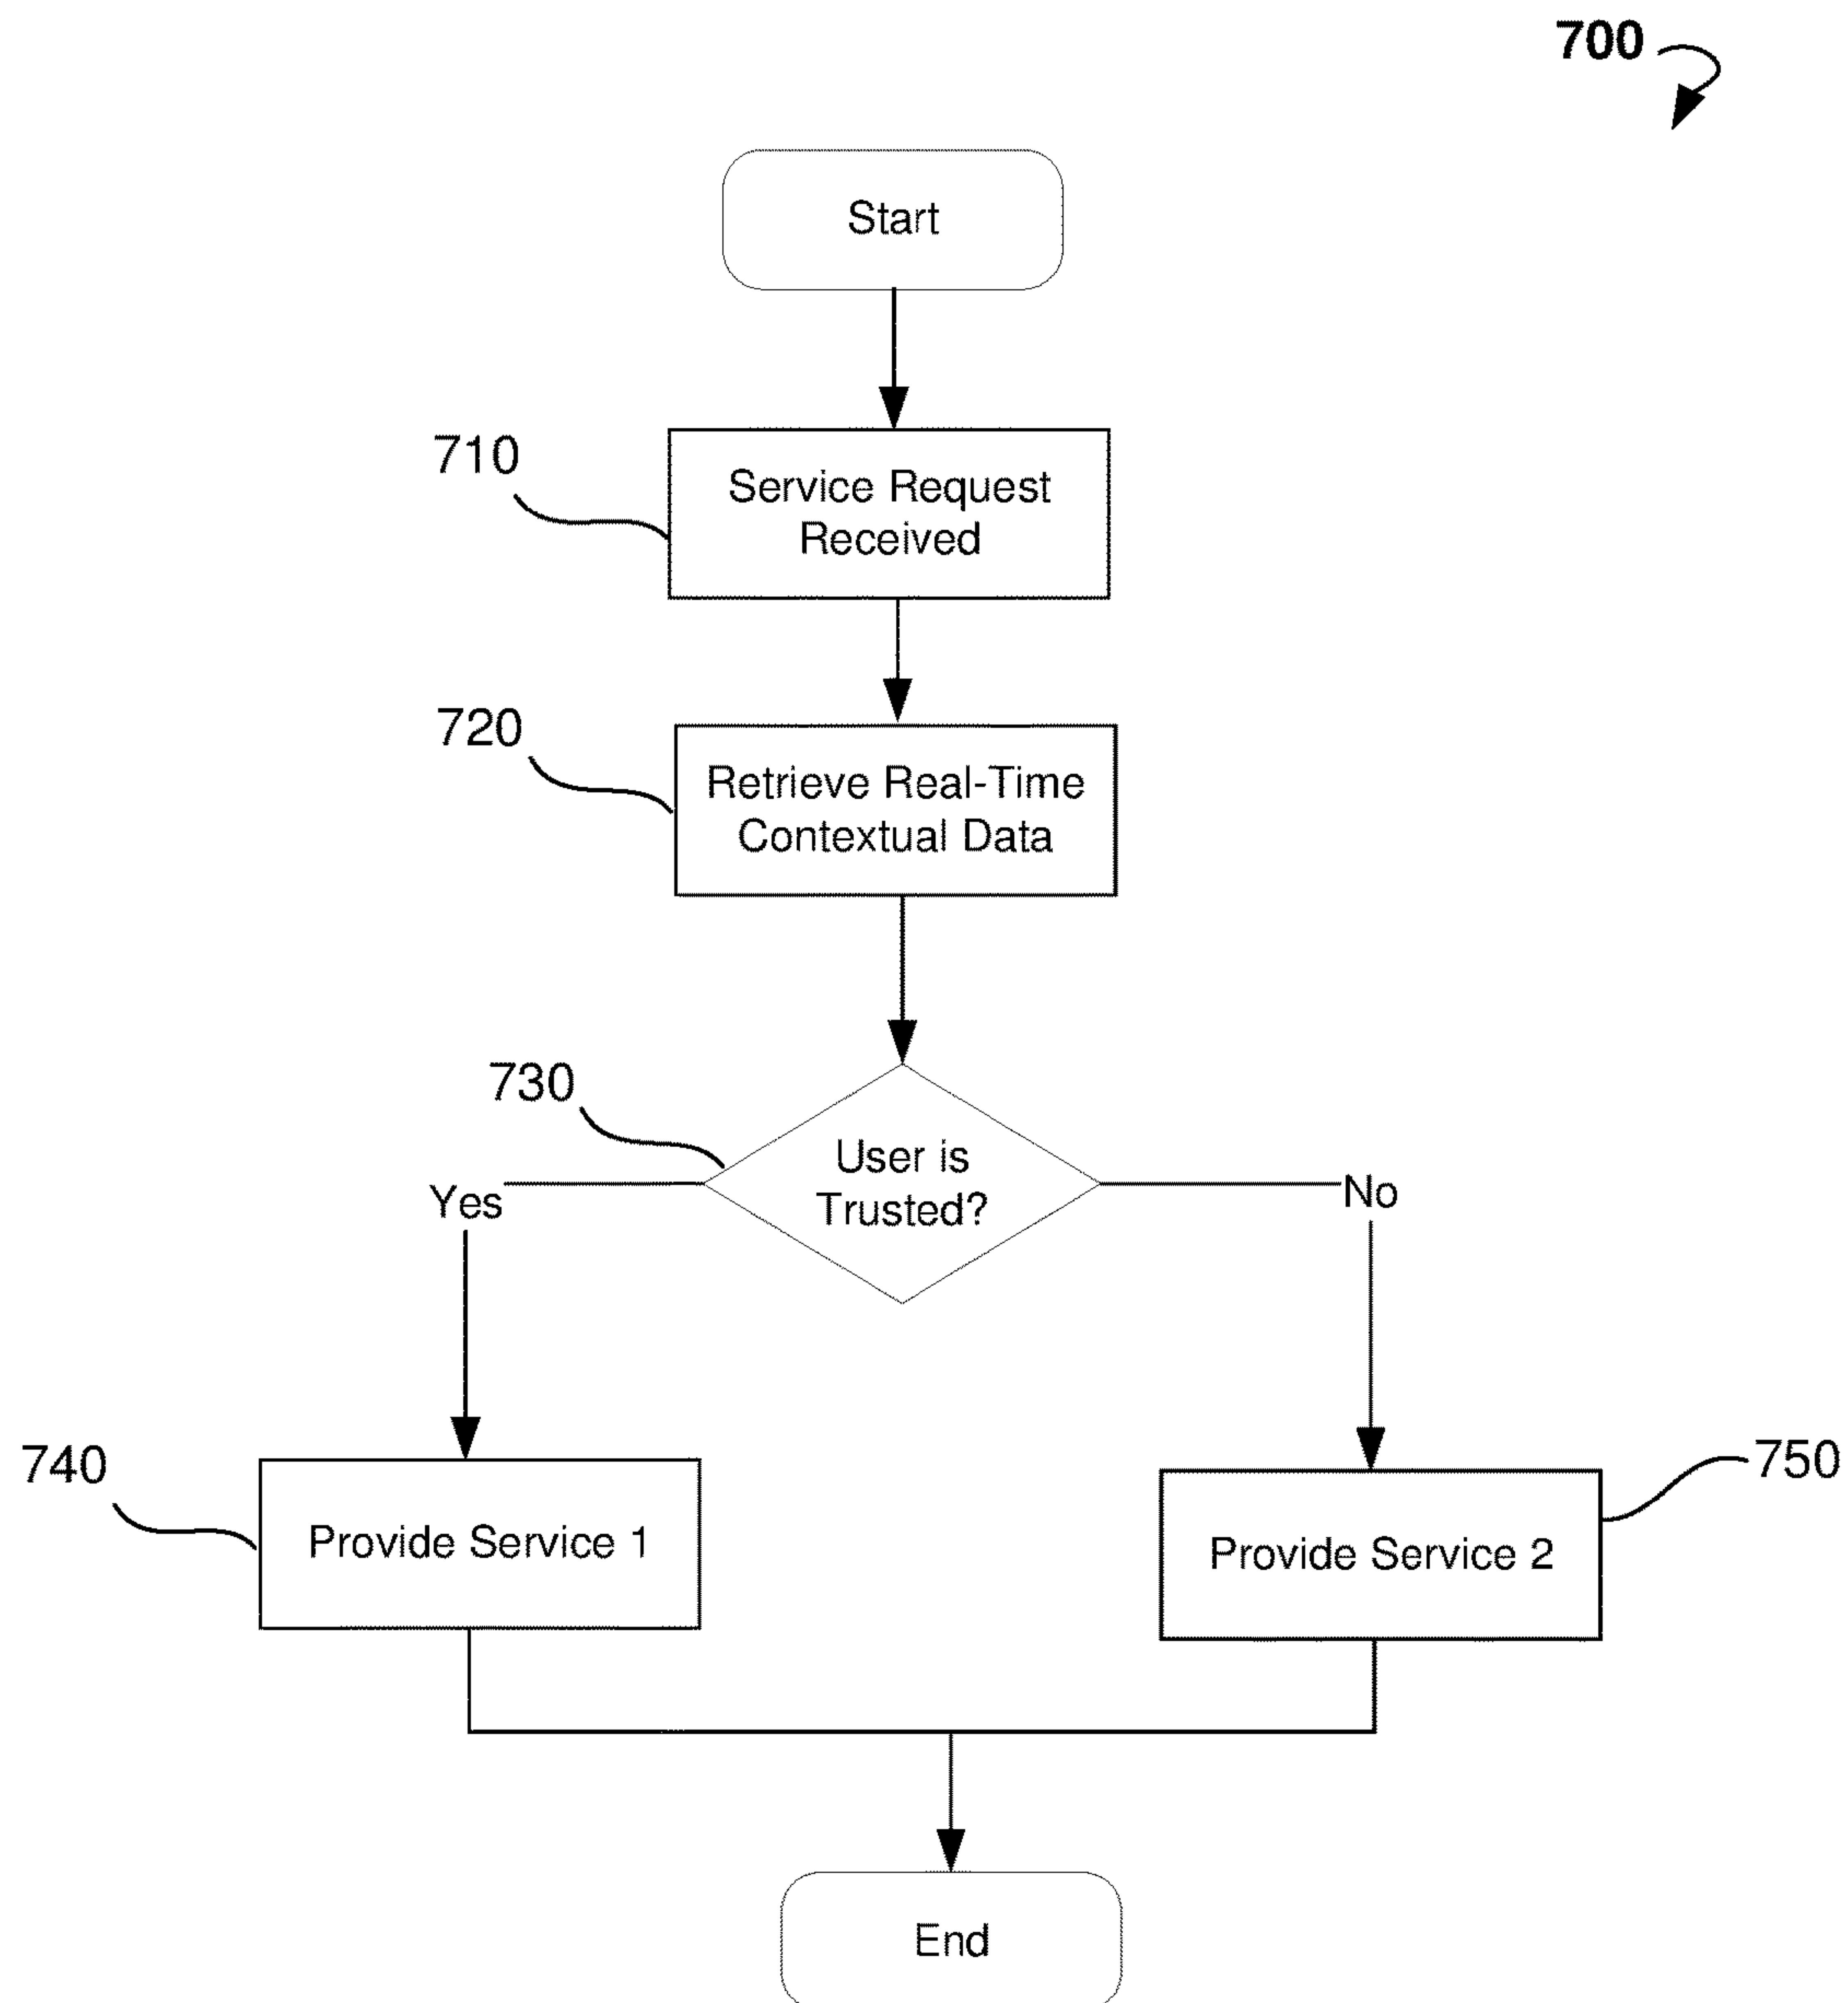 700
Start
710
Service Request
Received
720
Retrieve Real-Time
Contextual Data
730
User is
Trusted?
Yes
No
740
Provide Service 1
750
Provide Service 2
End